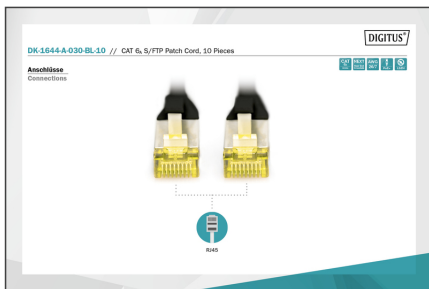 DIGITUS®
DK-1644-A-030-BL-10 // CAT 6A S/FTP Patch Cord, 10 Pieces
Anschlüsse
Connections
RJ45